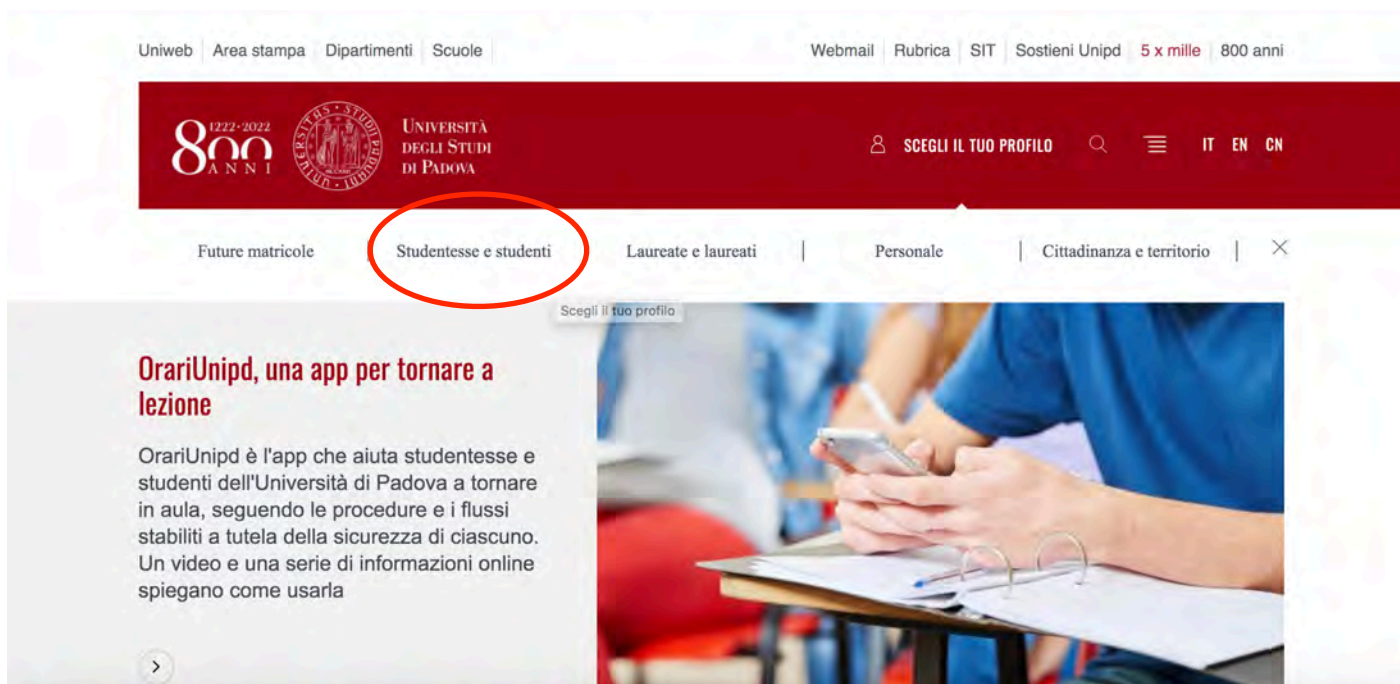 Uniweb Area stampa Dipartimenti Scuole Webmail Rubrica SIT Sostieni Unipd 5 x mille 800 anni
1222·2022
800
ANNI
UNIVERSITÀ
DEGLI STUDI
DI PADOVA
SCEGLI IL TUO PROFILO IT EN CN
Future matricole | Studentesse e studenti Laureate e laureati | Personale | Cittadinanza e territorio |
Scegli il tuo profilo
OrariUnipd, una app per tornare a
lezione
OrariUnipd è l'app che aiuta studentesse e
studenti dell'Università di Padova a tornare
in aula, seguendo le procedure e i flussi
stabiliti a tutela della sicurezza di ciascuno.
Un video e una serie di informazioni online
spiegano come usarla